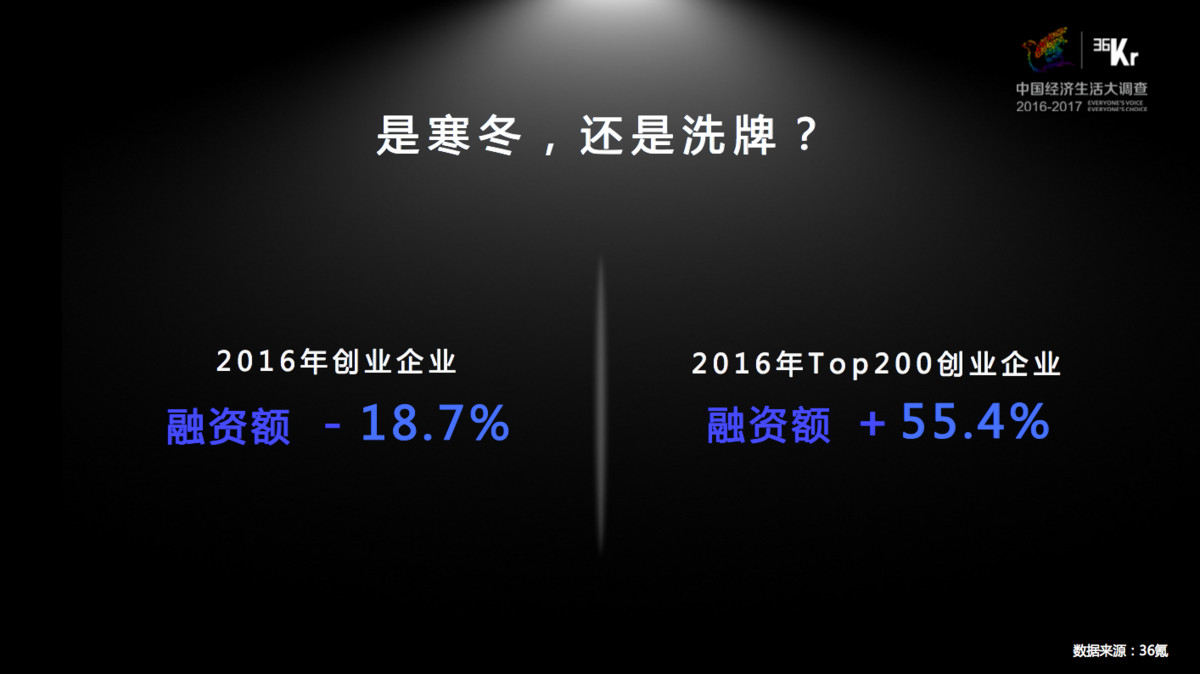 36Kr
中国经济生活大调查
2016-2017 EVERYONE'S VOICE
EVERYONE'S CHOICE
是寒冬，还是洗牌？
2016年创业企业
融资额 - 18.7%
2016年Top200创业企业
融资额 + 55.4%
数据来源：36氪